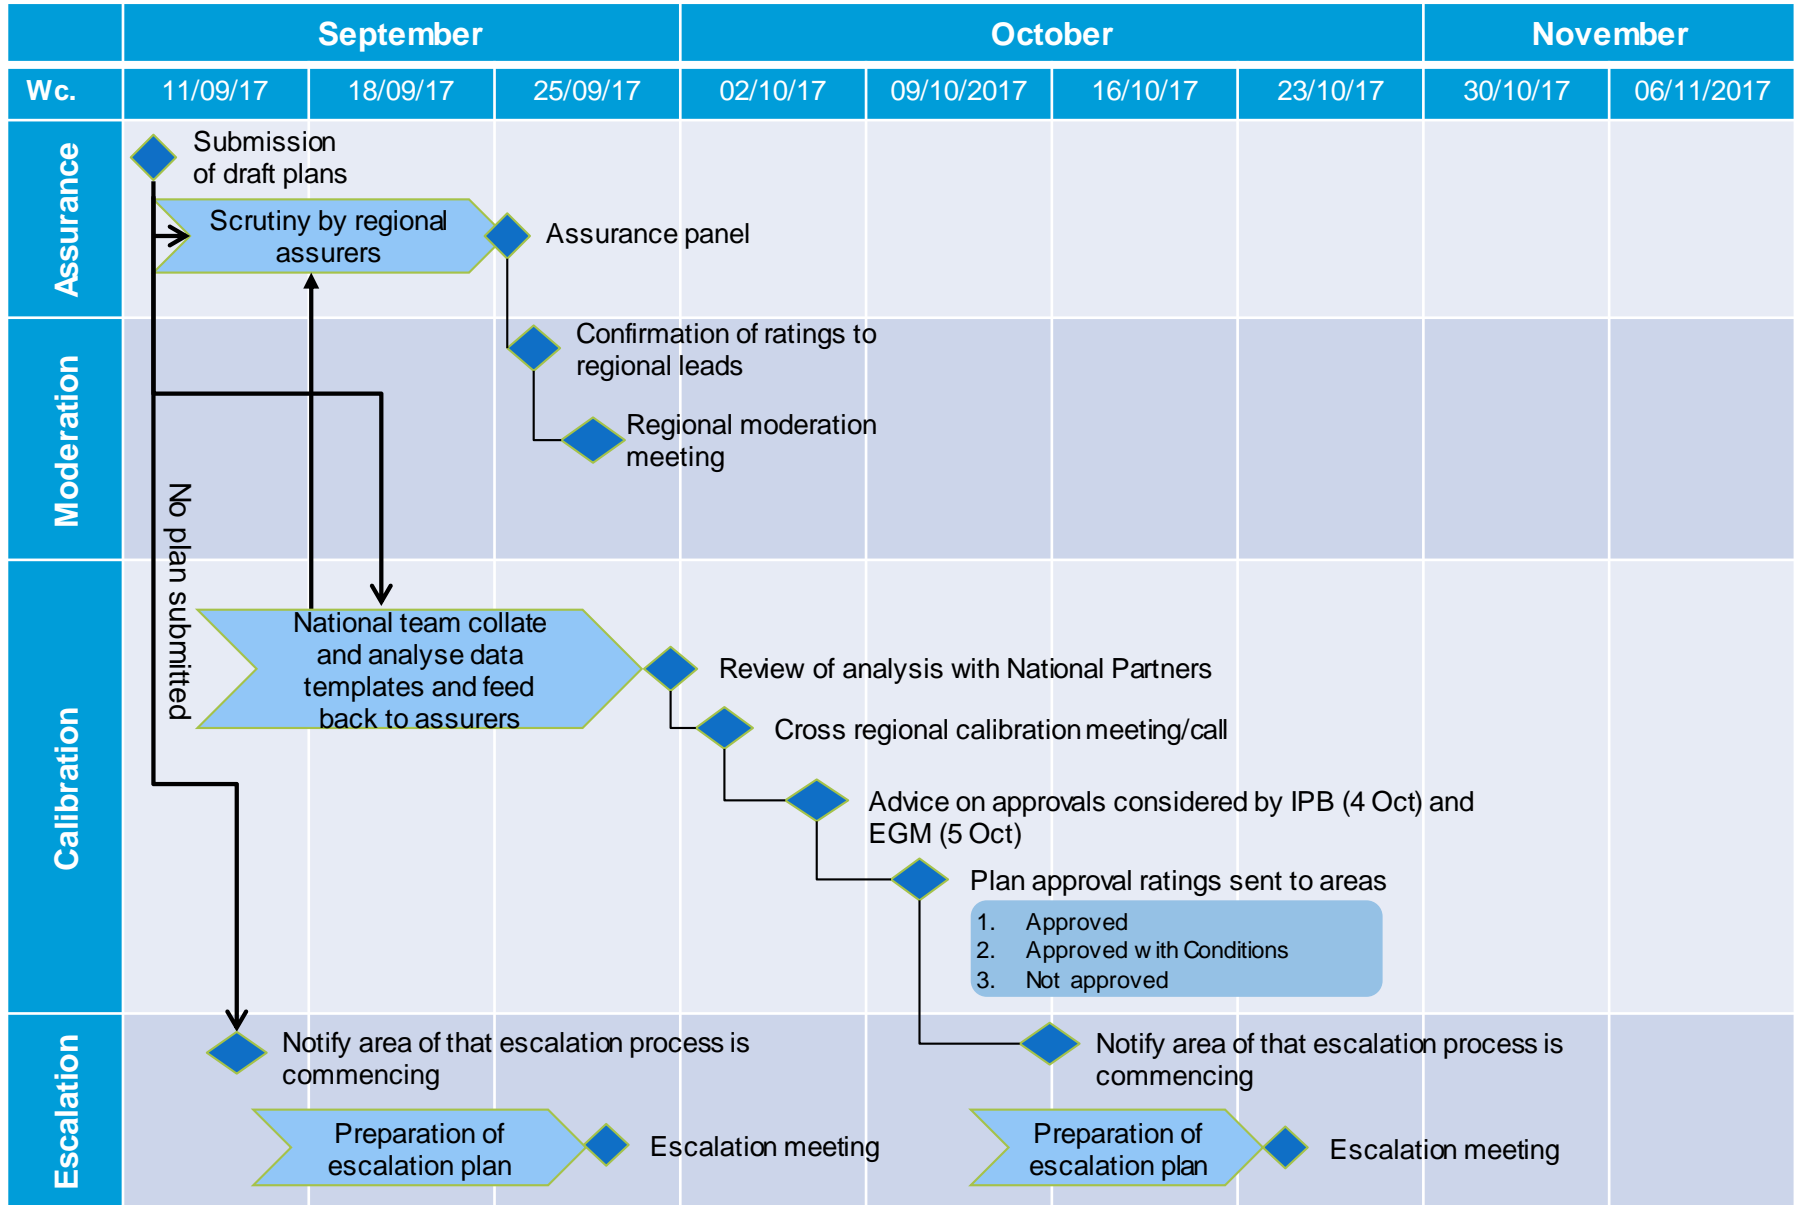 September
October
November
Wc.
11/09/17
18/09/17
25/09/17
02/10/17
09/10/2017
16/10/17
23/10/17
30/10/17
06/11/2017
Assurance
Submission
of draft plans
Scrutiny by regional
assurers
Assurance panel
Moderation
Confirmation of ratings to
regional leads
Regional moderation
meeting
No plan submitted
Calibration
National team collate
and analyse data
templates and feed
back to assurers
Review of analysis with National Partners
Cross regional calibration meeting/call
Advice on approvals considered by IPB (4 Oct) and
EGM (5 Oct)
Plan approval ratings sent to areas
1. Approved
2. Approved with Conditions
3. Not approved
Escalation
Notify area of that escalation process is
commencing
Notify area of that escalation process is
commencing
Preparation of
escalation plan
Escalation meeting
Preparation of
escalation plan
Escalation meeting